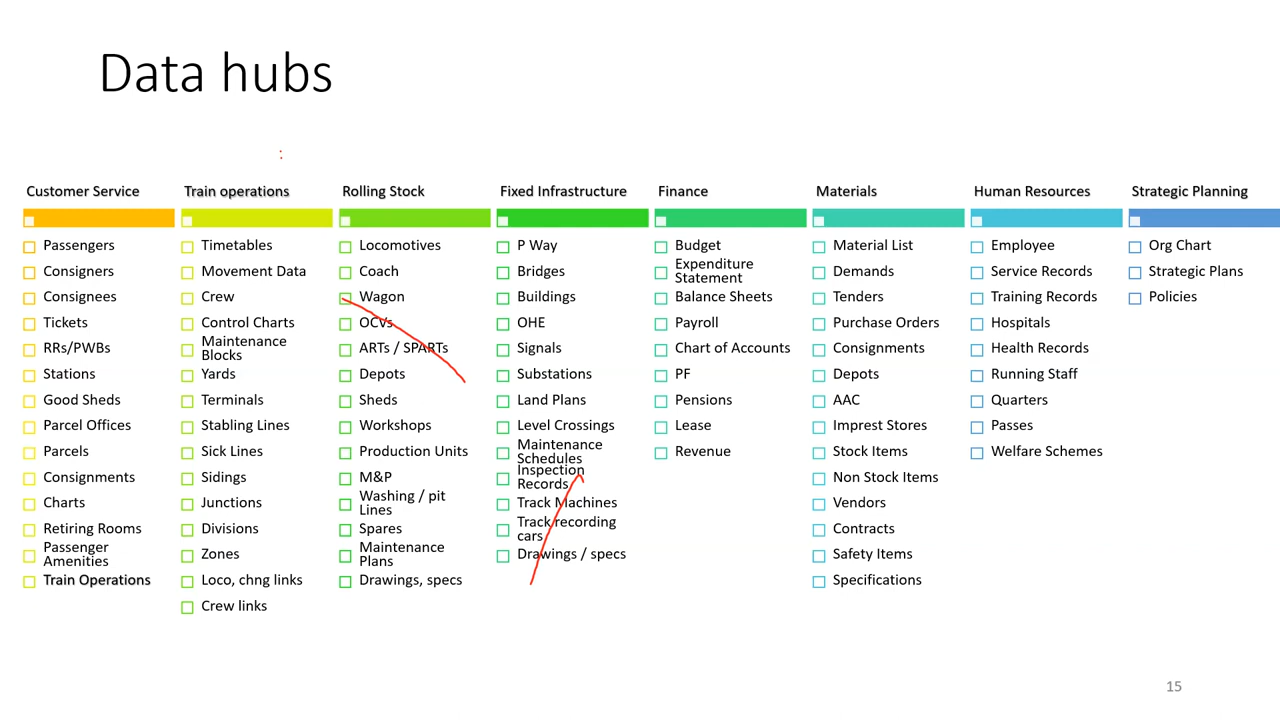 Data hubs
:
Customer Service
Passengers
Consigners
Consignees
Tickets
RRs/PWBs
Stations
Good Sheds
Parcel Offices
Parcels
Consignments
Charts
Retiring Rooms
Passenger
Amenities
Train Operations
Train operations
Timetables
Movement Data
Crew
Control Charts
Maintenance
Blocks
Yards
Terminals
Stabling Lines
Sick Lines
Sidings
Junctions
Divisions
Zones
Loco, chng links
Crew links
Rolling Stock
Locomotives
Coach
Wagon
OCVs
ARTs / SPARTs
Depots
Sheds
Workshops
Production Units
M&P
Washing / pit
Lines
Spares
Maintenance
Plans
Drawings, specs
Fixed Infrastructure
P Way
Bridges
Buildings
OHE
Signals
Substations
Land Plans
Level Crossings
Maintenance
Schedules
Inspection
Records
Track Machines
Track recording
cars
Drawings / specs
Finance
Budget
Expenditure
Statement
Balance Sheets
Payroll
Chart of Accounts
PF
Pensions
Lease
Revenue
Materials
Material List
Demands
Tenders
Purchase Orders
Consignments
Depots
AAC
Imprest Stores
Stock Items
Non Stock Items
Vendors
Contracts
Safety Items
Specifications
Human Resources
Employee
Service Records
Training Records
Hospitals
Health Records
Running Staff
Quarters
Passes
Welfare Schemes
Strategic Planning
Org Chart
Strategic Plans
Policies
15